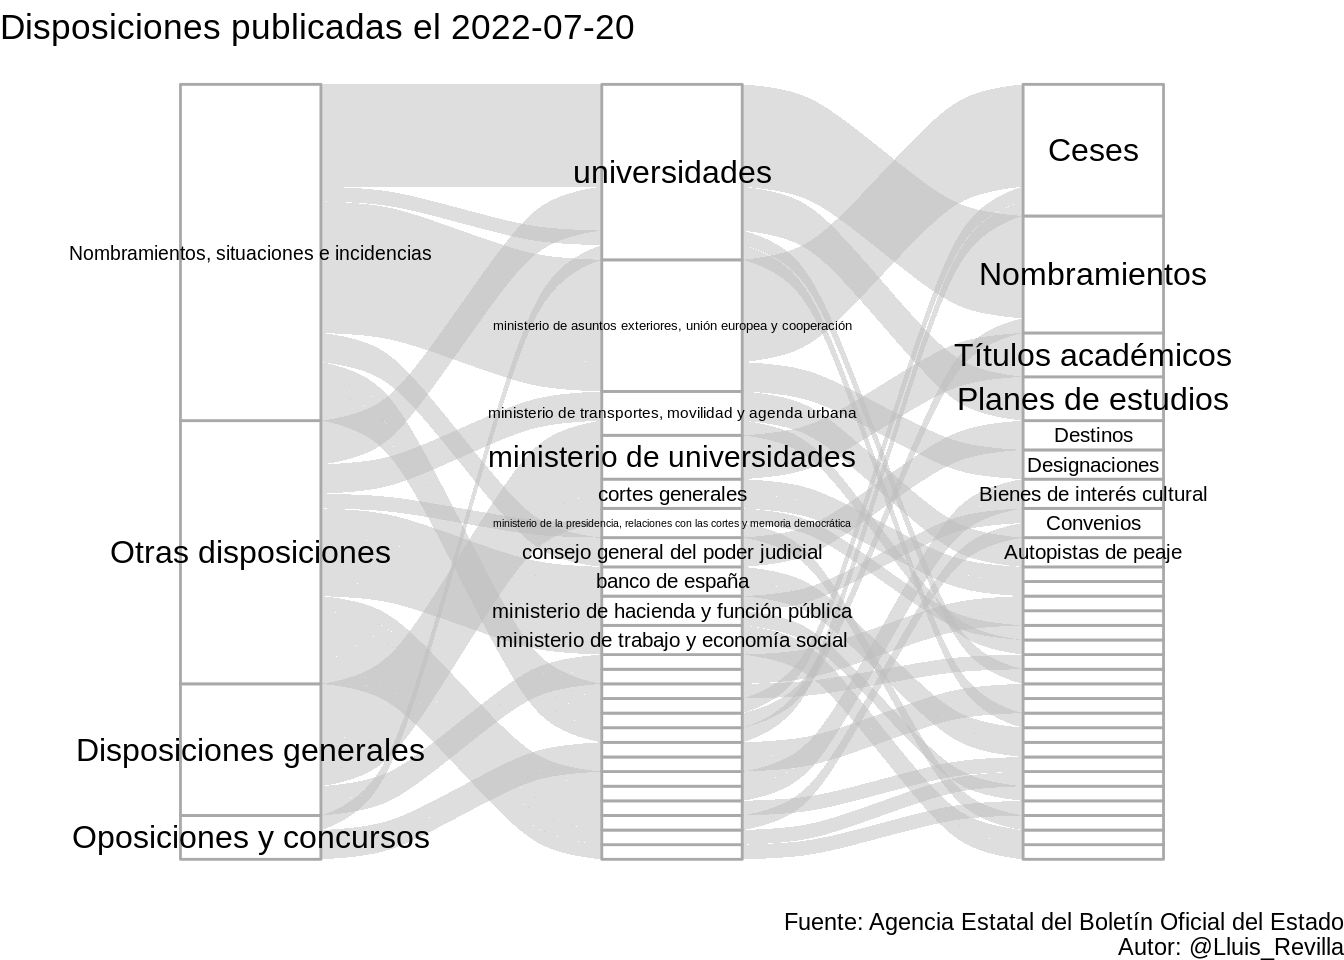 Disposiciones publicadas el 2022-07-20
Nombramientos, situaciones e incidencias
Otras disposiciones
Disposiciones generales
Oposiciones y concursos
universidades
ministerio de asuntos exteriores, unión europea y cooperación
ministerio de transportes, movilidad y agenda urbana
ministerio de universidades
cortes generales
ministerio de la presidencia, relaciones con las cortes y memoria democrática
consejo general del poder judicial
banco de españa
ministerio de hacienda y función pública
ministerio de trabajo y economía social
Ceses
Nombramientos
Títulos académicos
Planes de estudios
Destinos
Designaciones
Bienes de interés cultural
Convenios
Autopistas de peaje
Fuente: Agencia Estatal del Boletín Oficial del Estado
Autor: @Lluis_Revilla